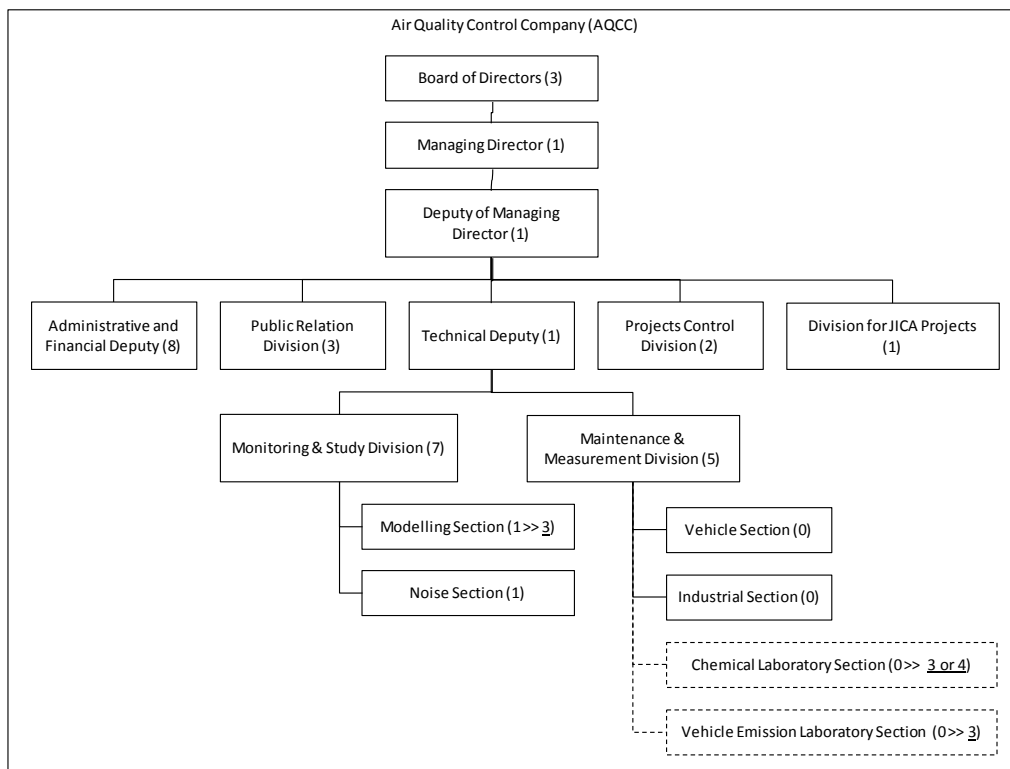 Air Quality Control Company (AQCC)
Board of Directors (3)
Managing Director (1)
Deputy of Managing
Director (1)
Administrative and
Financial Deputy (8)
Public Relation
Division (3)
Technical Deputy (1)
Projects Control
Division (2)
Division for JICA Projects
(1)
Monitoring & Study Division (7)
Maintenance &
Measurement Division (5)
Modelling Section (1 >> 3)
Noise Section (1)
Vehicle Section (0)
Industrial Section (0)
Chemical Laboratory Section (0 >> 3 or 4)
Vehicle Emission Laboratory Section (0 >> 3)